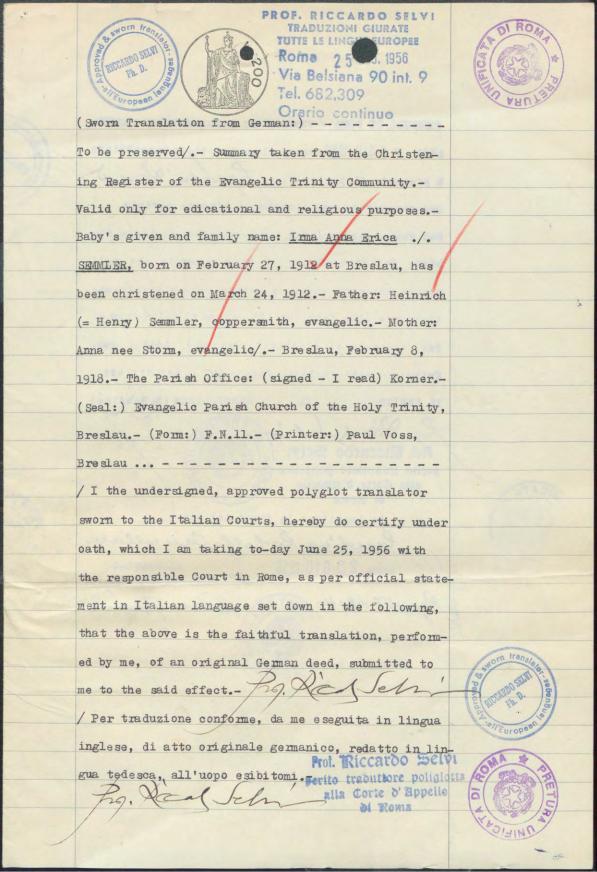 PROF. RICCARDO SELVI
TRADUZIONI GIURATE
TUTTE LE LINGUE EUROPEE
Roma 25 1956
Via Belsiana 90 int. 9
Tel. 682,309
Orario continuo
Approved & sworn translator-
RICCARDO SELVI
Ph. D.
-all European languages
200
PRETURA UNIFICATA DI ROMA
(Sworn Translation from German:) - - - - - - - - - -
To be preserved/.- Summary taken from the Christen-
ing Register of the Evangelic Trinity Community.-
Valid only for edicational and religious purposes.-
Baby's given and family name: Irma Anna Erica ./.
SEMMLER, born on February 27, 1912 at Breslau, has
been christened on March 24, 1912.- Father: Heinrich
(= Henry) Semmler, coppersmith, evangelic.- Mother:
Anna nee Storm, evangelic/.- Breslau, February 8,
1918.- The Parish Office: (signed - I read) Korner.-
(Seal:) Evangelic Parish Church of the Holy Trinity,
Breslau.- (Form:) F.N.11.- (Printer:) Paul Voss,
Breslau ... - - - - - - - - - - - - - - - - - - - -
/ I the undersigned, approved polyglot translator
sworn to the Italian Courts, hereby do certify under
oath, which I am taking to-day June 25, 1956 with
the responsible Court in Rome, as per official state-
ment in Italian language set down in the following,
that the above is the faithful translation, perform-
ed by me, of an original German deed, submitted to
me to the said effect.- Prof. Riccardo Selvi
/ Per traduzione conforme, da me eseguita in lingua
inglese, di atto originale germanico, redatto in lin-
gua tedesca, all'uopo esibitomi.-
Prof. Riccardo Selvi
Prof. Riccardo Selvi
Perito traduttore poliglotta
alla Corte d'Appello
di Roma
Approved & sworn translator-
RICCARDO SELVI
Ph. D.
-all European languages
PRETURA UNIFICATA DI ROMA